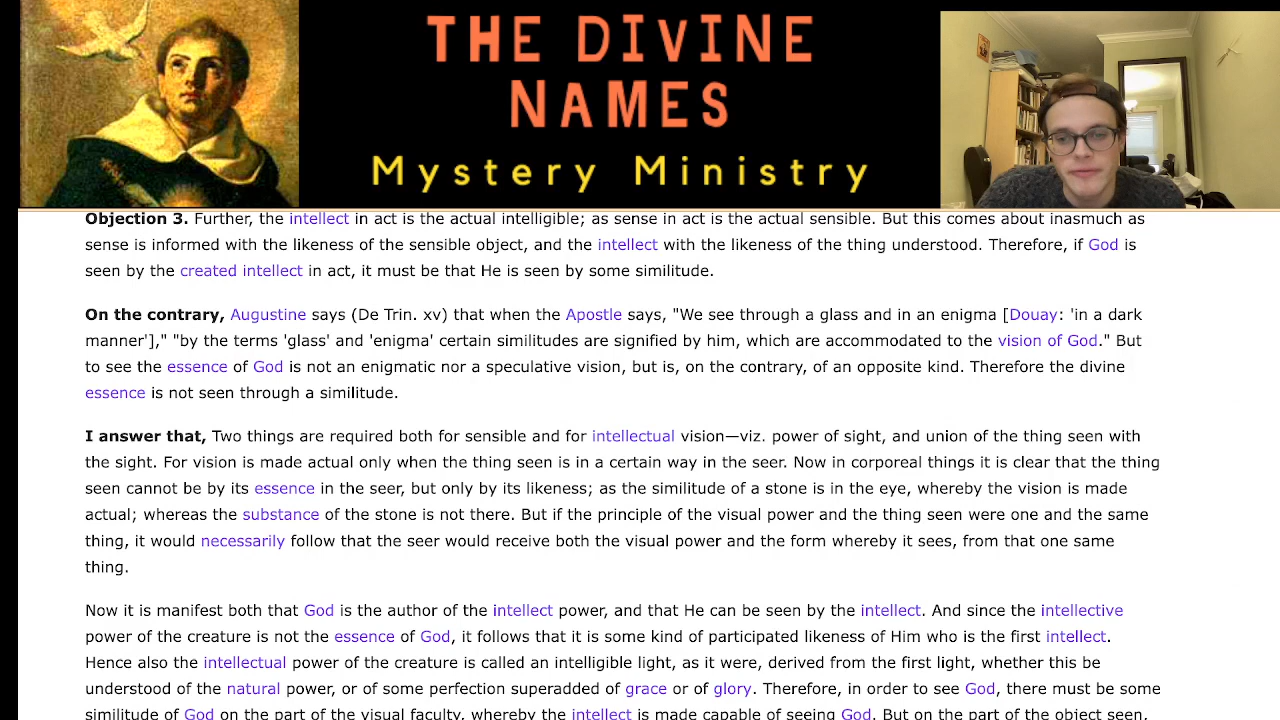 THE DIVINE
NAMES
Mystery Ministry
Objection 3. Further, the intellect in act is the actual intelligible; as sense in act is the actual sensible. But this comes about inasmuch as
sense is informed with the likeness of the sensible object, and the intellect with the likeness of the thing understood. Therefore, if God is
seen by the created intellect in act, it must be that He is seen by some similitude.
On the contrary, Augustine says (De Trin. xv) that when the Apostle says, "We see through a glass and in an enigma [Douay: 'in a dark
manner']," "by the terms 'glass' and 'enigma' certain similitudes are signified by him, which are accommodated to the vision of God." But
to see the essence of God is not an enigmatic nor a speculative vision, but is, on the contrary, of an opposite kind. Therefore the divine
essence is not seen through a similitude.
I answer that, Two things are required both for sensible and for intellectual vision—viz. power of sight, and union of the thing seen with
the sight. For vision is made actual only when the thing seen is in a certain way in the seer. Now in corporeal things it is clear that the thing
seen cannot be by its essence in the seer, but only by its likeness; as the similitude of a stone is in the eye, whereby the vision is made
actual; whereas the substance of the stone is not there. But if the principle of the visual power and the thing seen were one and the same
thing, it would necessarily follow that the seer would receive both the visual power and the form whereby it sees, from that one same
thing.
Now it is manifest both that God is the author of the intellect power, and that He can be seen by the intellect. And since the intellective
power of the creature is not the essence of God, it follows that it is some kind of participated likeness of Him who is the first intellect.
Hence also the intellectual power of the creature is called an intelligible light, as it were, derived from the first light, whether this be
understood of the natural power, or of some perfection superadded of grace or of glory. Therefore, in order to see God, there must be some
similitude of God on the part of the visual faculty, whereby the intellect is made capable of seeing God. But on the part of the object seen,